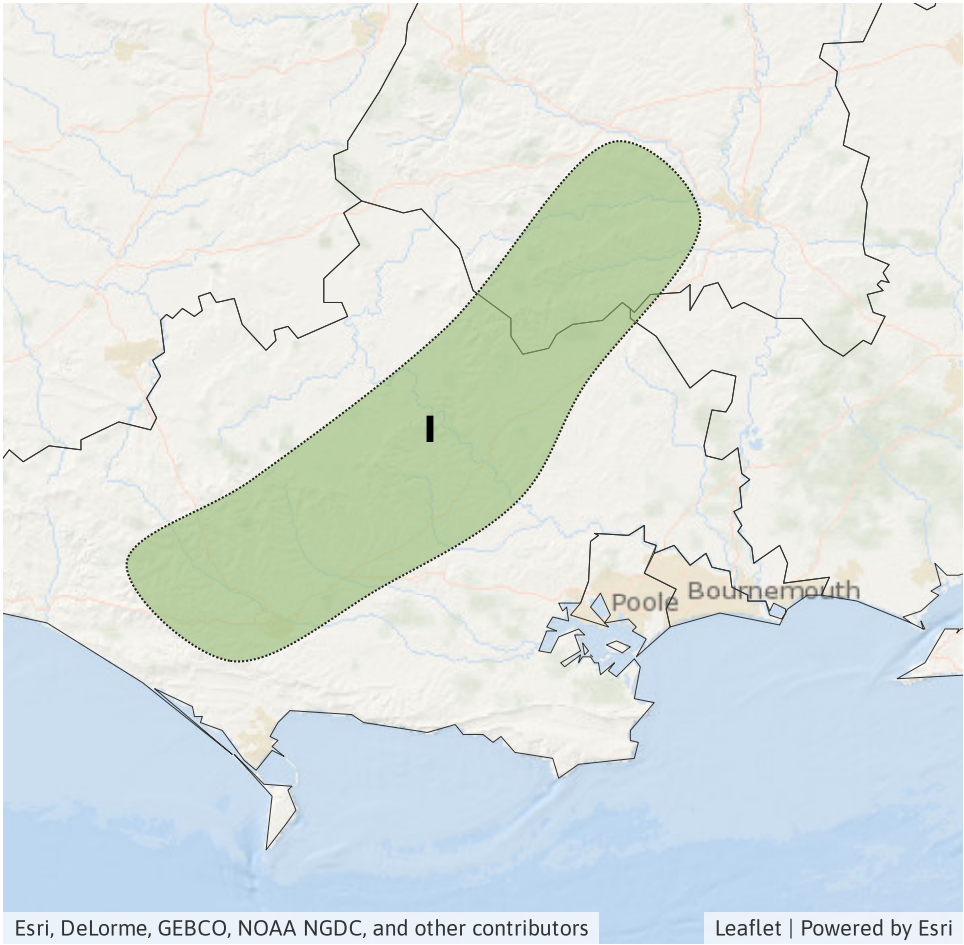 I
Poole
Bournemouth
Esri, DeLorme, GEBCO, NOAA NGDC, and other contributors
Leaflet | Powered by Esri